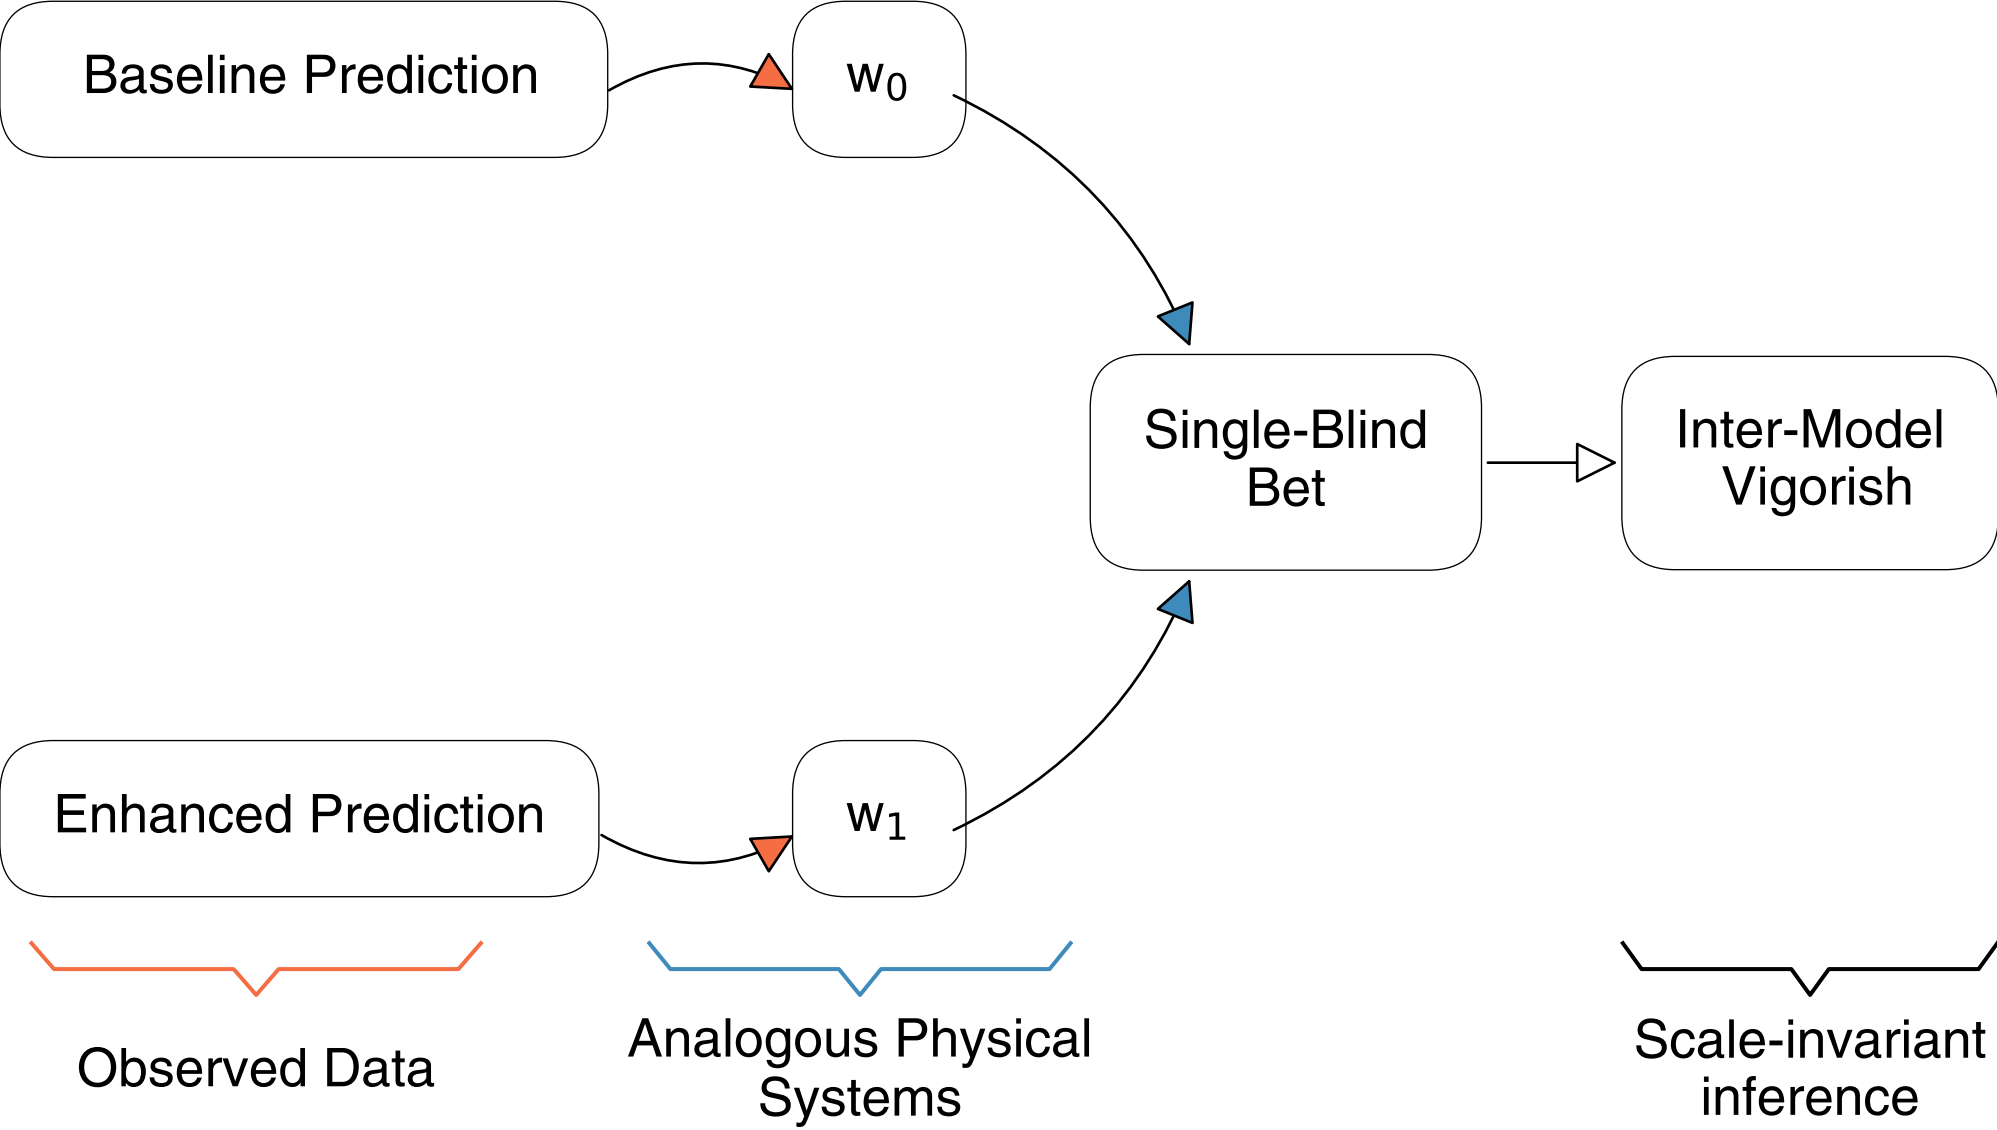 Baseline Prediction
w₀
Single-Blind
Bet
Inter-Model
Vigorish
Enhanced Prediction
w₁
Observed Data
Analogous Physical
Systems
Scale-invariant
inference